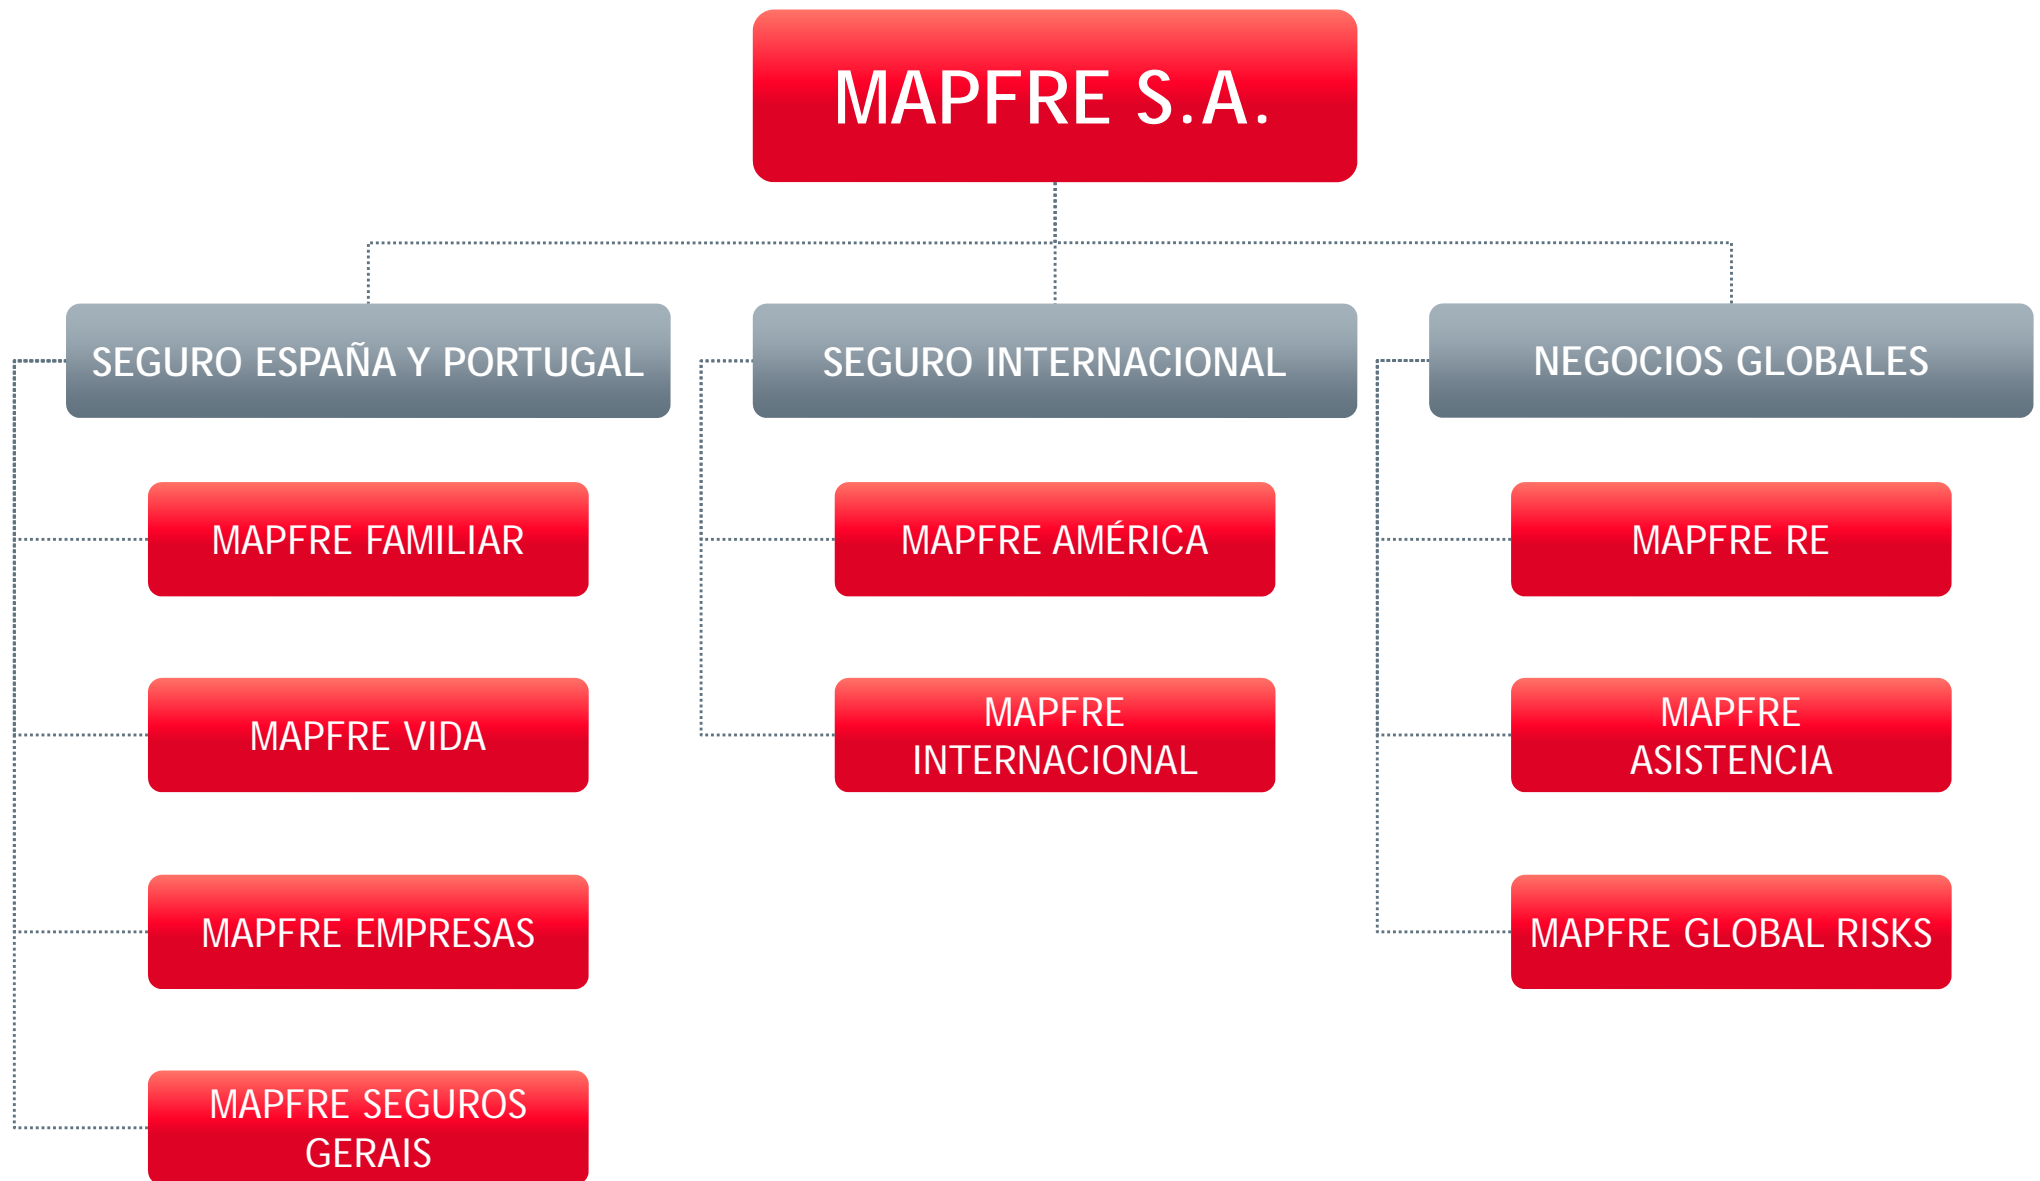 MAPFRE S.A.
SEGURO ESPAÑA Y PORTUGAL
MAPFRE FAMILIAR
MAPFRE VIDA
MAPFRE EMPRESAS
MAPFRE SEGUROS
GERAIS
SEGURO INTERNACIONAL
MAPFRE AMÉRICA
MAPFRE
INTERNACIONAL
NEGOCIOS GLOBALES
MAPFRE RE
MAPFRE
ASISTENCIA
MAPFRE GLOBAL RISKS